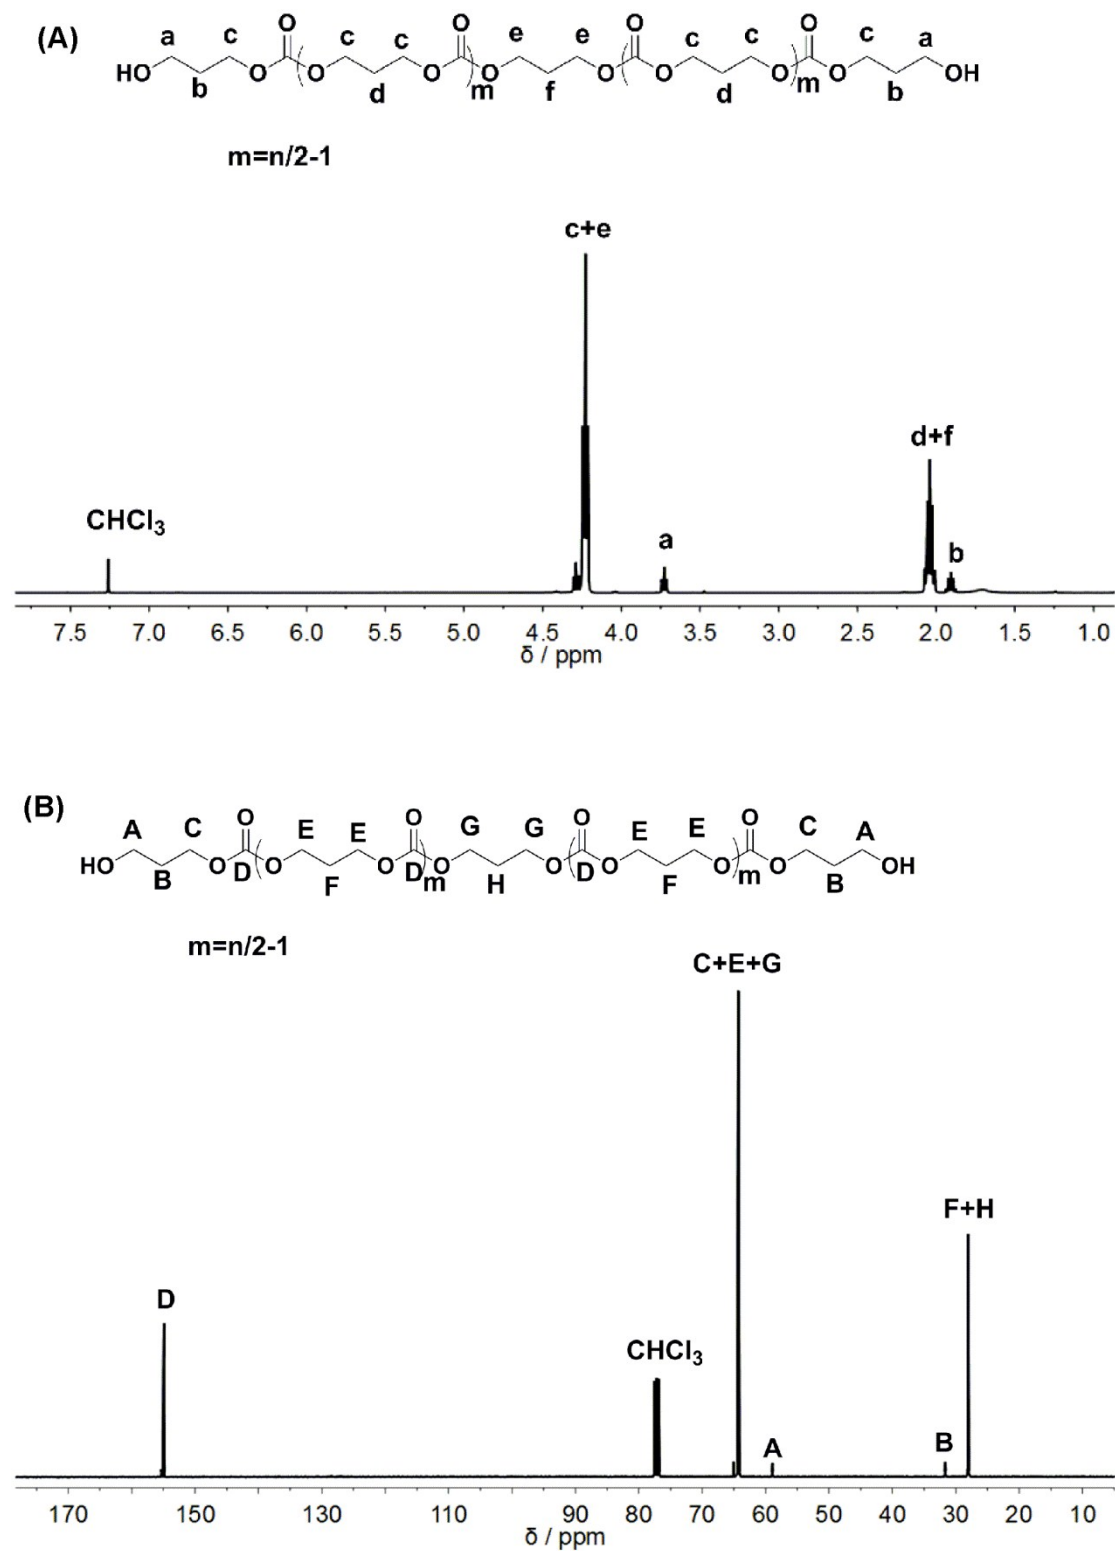 (A)
a c O c c O e e O c c O c a
HO O O O O O O O O OH
b d m f d m b
m=n/2-1
c+e
d+f
CHCl3
a
b
7.5 7.0 6.5 6.0 5.5 5.0 4.5 4.0 3.5 3.0 2.5 2.0 1.5 1.0
δ / ppm
(B)
A C O E E O G G O E E O C A
HO O D O O D O O D O O O OH
B F m H F m B
m=n/2-1
C+E+G
F+H
D
CHCl3
A
B
170 150 130 110 90 80 70 60 50 40 30 20 10
δ / ppm